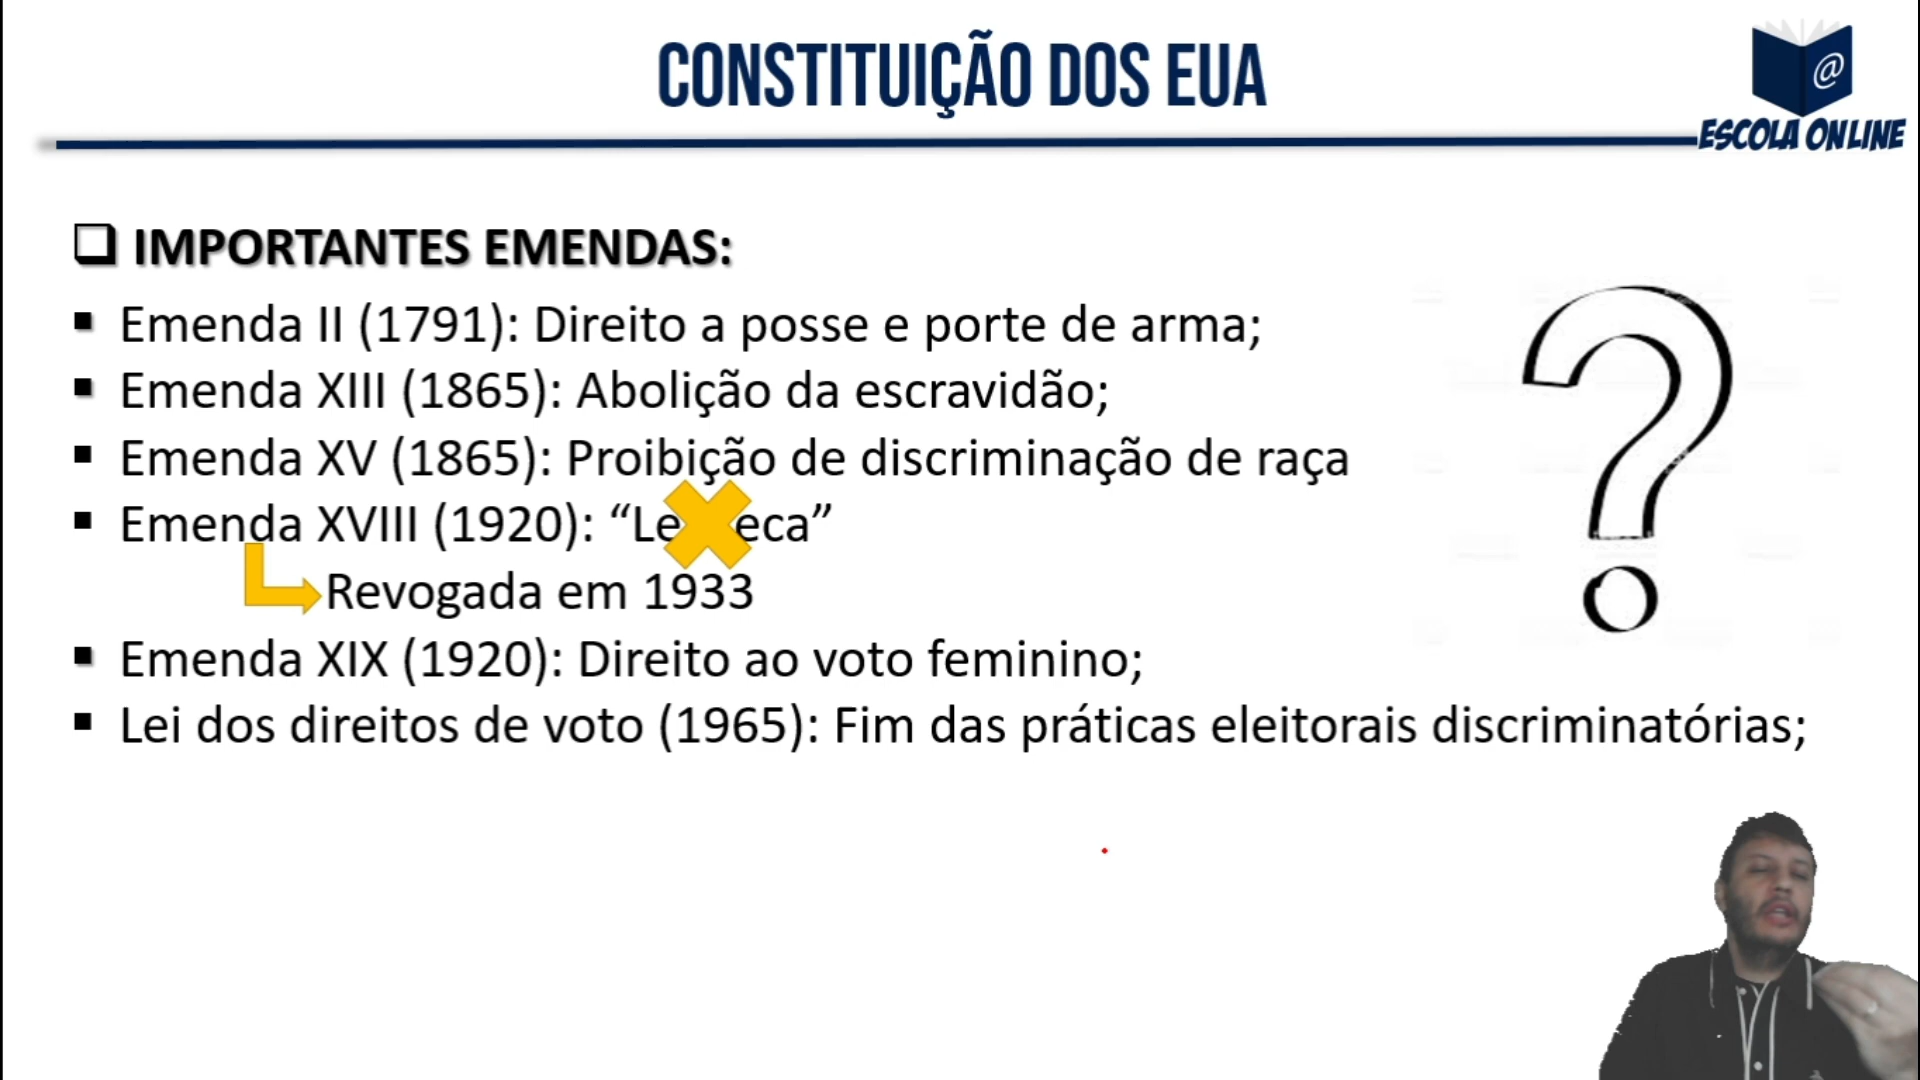 CONSTITUIÇÃO DOS EUA
@
ESCOLA ONLINE
IMPORTANTES EMENDAS:
Emenda II (1791): Direito a posse e porte de arma;
Emenda XIII (1865): Abolição da escravidão;
Emenda XV (1865): Proibição de discriminação de raça
Emenda XVIII (1920): “Le eca”
Revogada em 1933
Emenda XIX (1920): Direito ao voto feminino;
Lei dos direitos de voto (1965): Fim das práticas eleitorais discriminatórias;
?